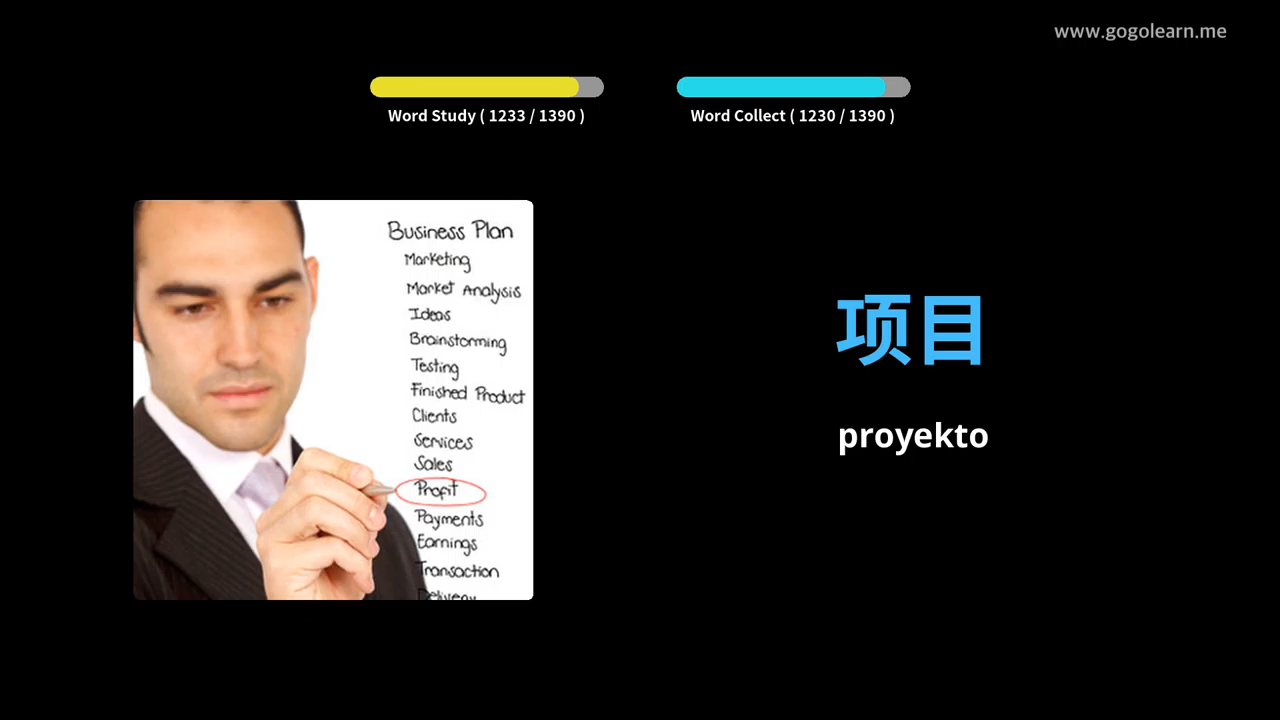 www.gogolearn.me
Word Study ( 1233 / 1390 )
Word Collect ( 1230 / 1390 )
Business Plan
Marketing
Market Analysis
Ideas
Brainstorming
Testing
Finished Product
Clients
Services
Sales
Profit
Payments
Earnings
Transaction
Delivery
项目
proyekto